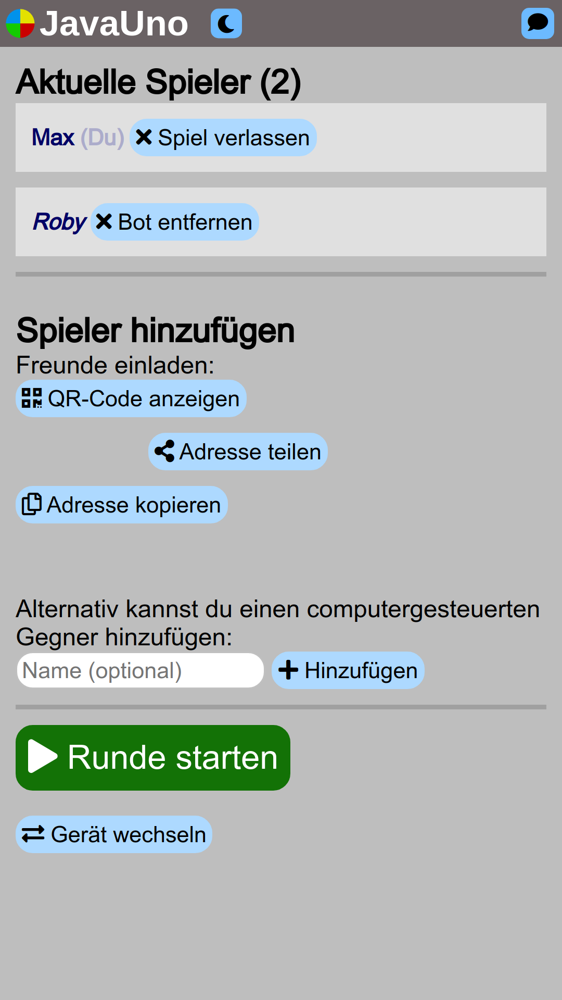 JavaUno
Aktuelle Spieler (2)
Max (Du) Spiel verlassen
Roby Bot entfernen
Spieler hinzufügen
Freunde einladen:
QR-Code anzeigen
Adresse teilen
Adresse kopieren
Alternativ kannst du einen computergesteuerten
Gegner hinzufügen:
Name (optional) Hinzufügen
Runde starten
Gerät wechseln